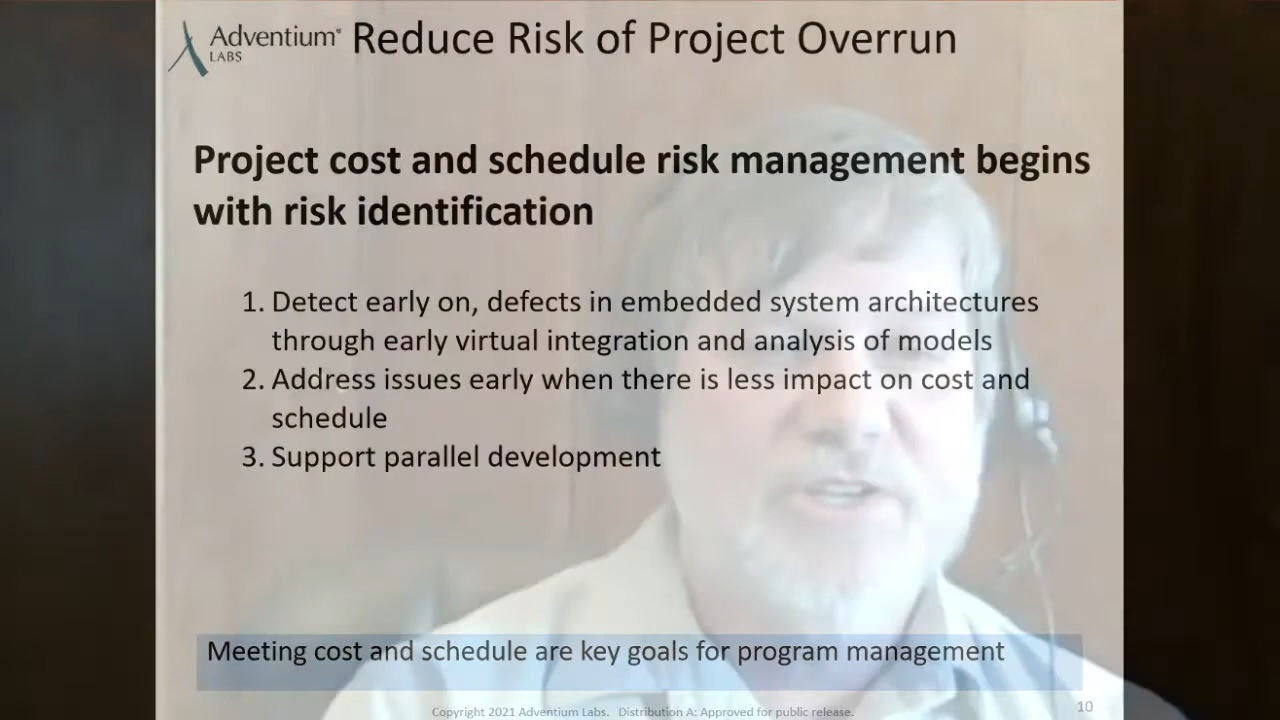 Adventium®
LABS
Reduce Risk of Project Overrun
Project cost and schedule risk management begins
with risk identification
1. Detect early on, defects in embedded system architectures
through early virtual integration and analysis of models
2. Address issues early when there is less impact on cost and
schedule
3. Support parallel development
Meeting cost and schedule are key goals for program management
Copyright 2021 Adventium Labs. Distribution A: Approved for public release.
10